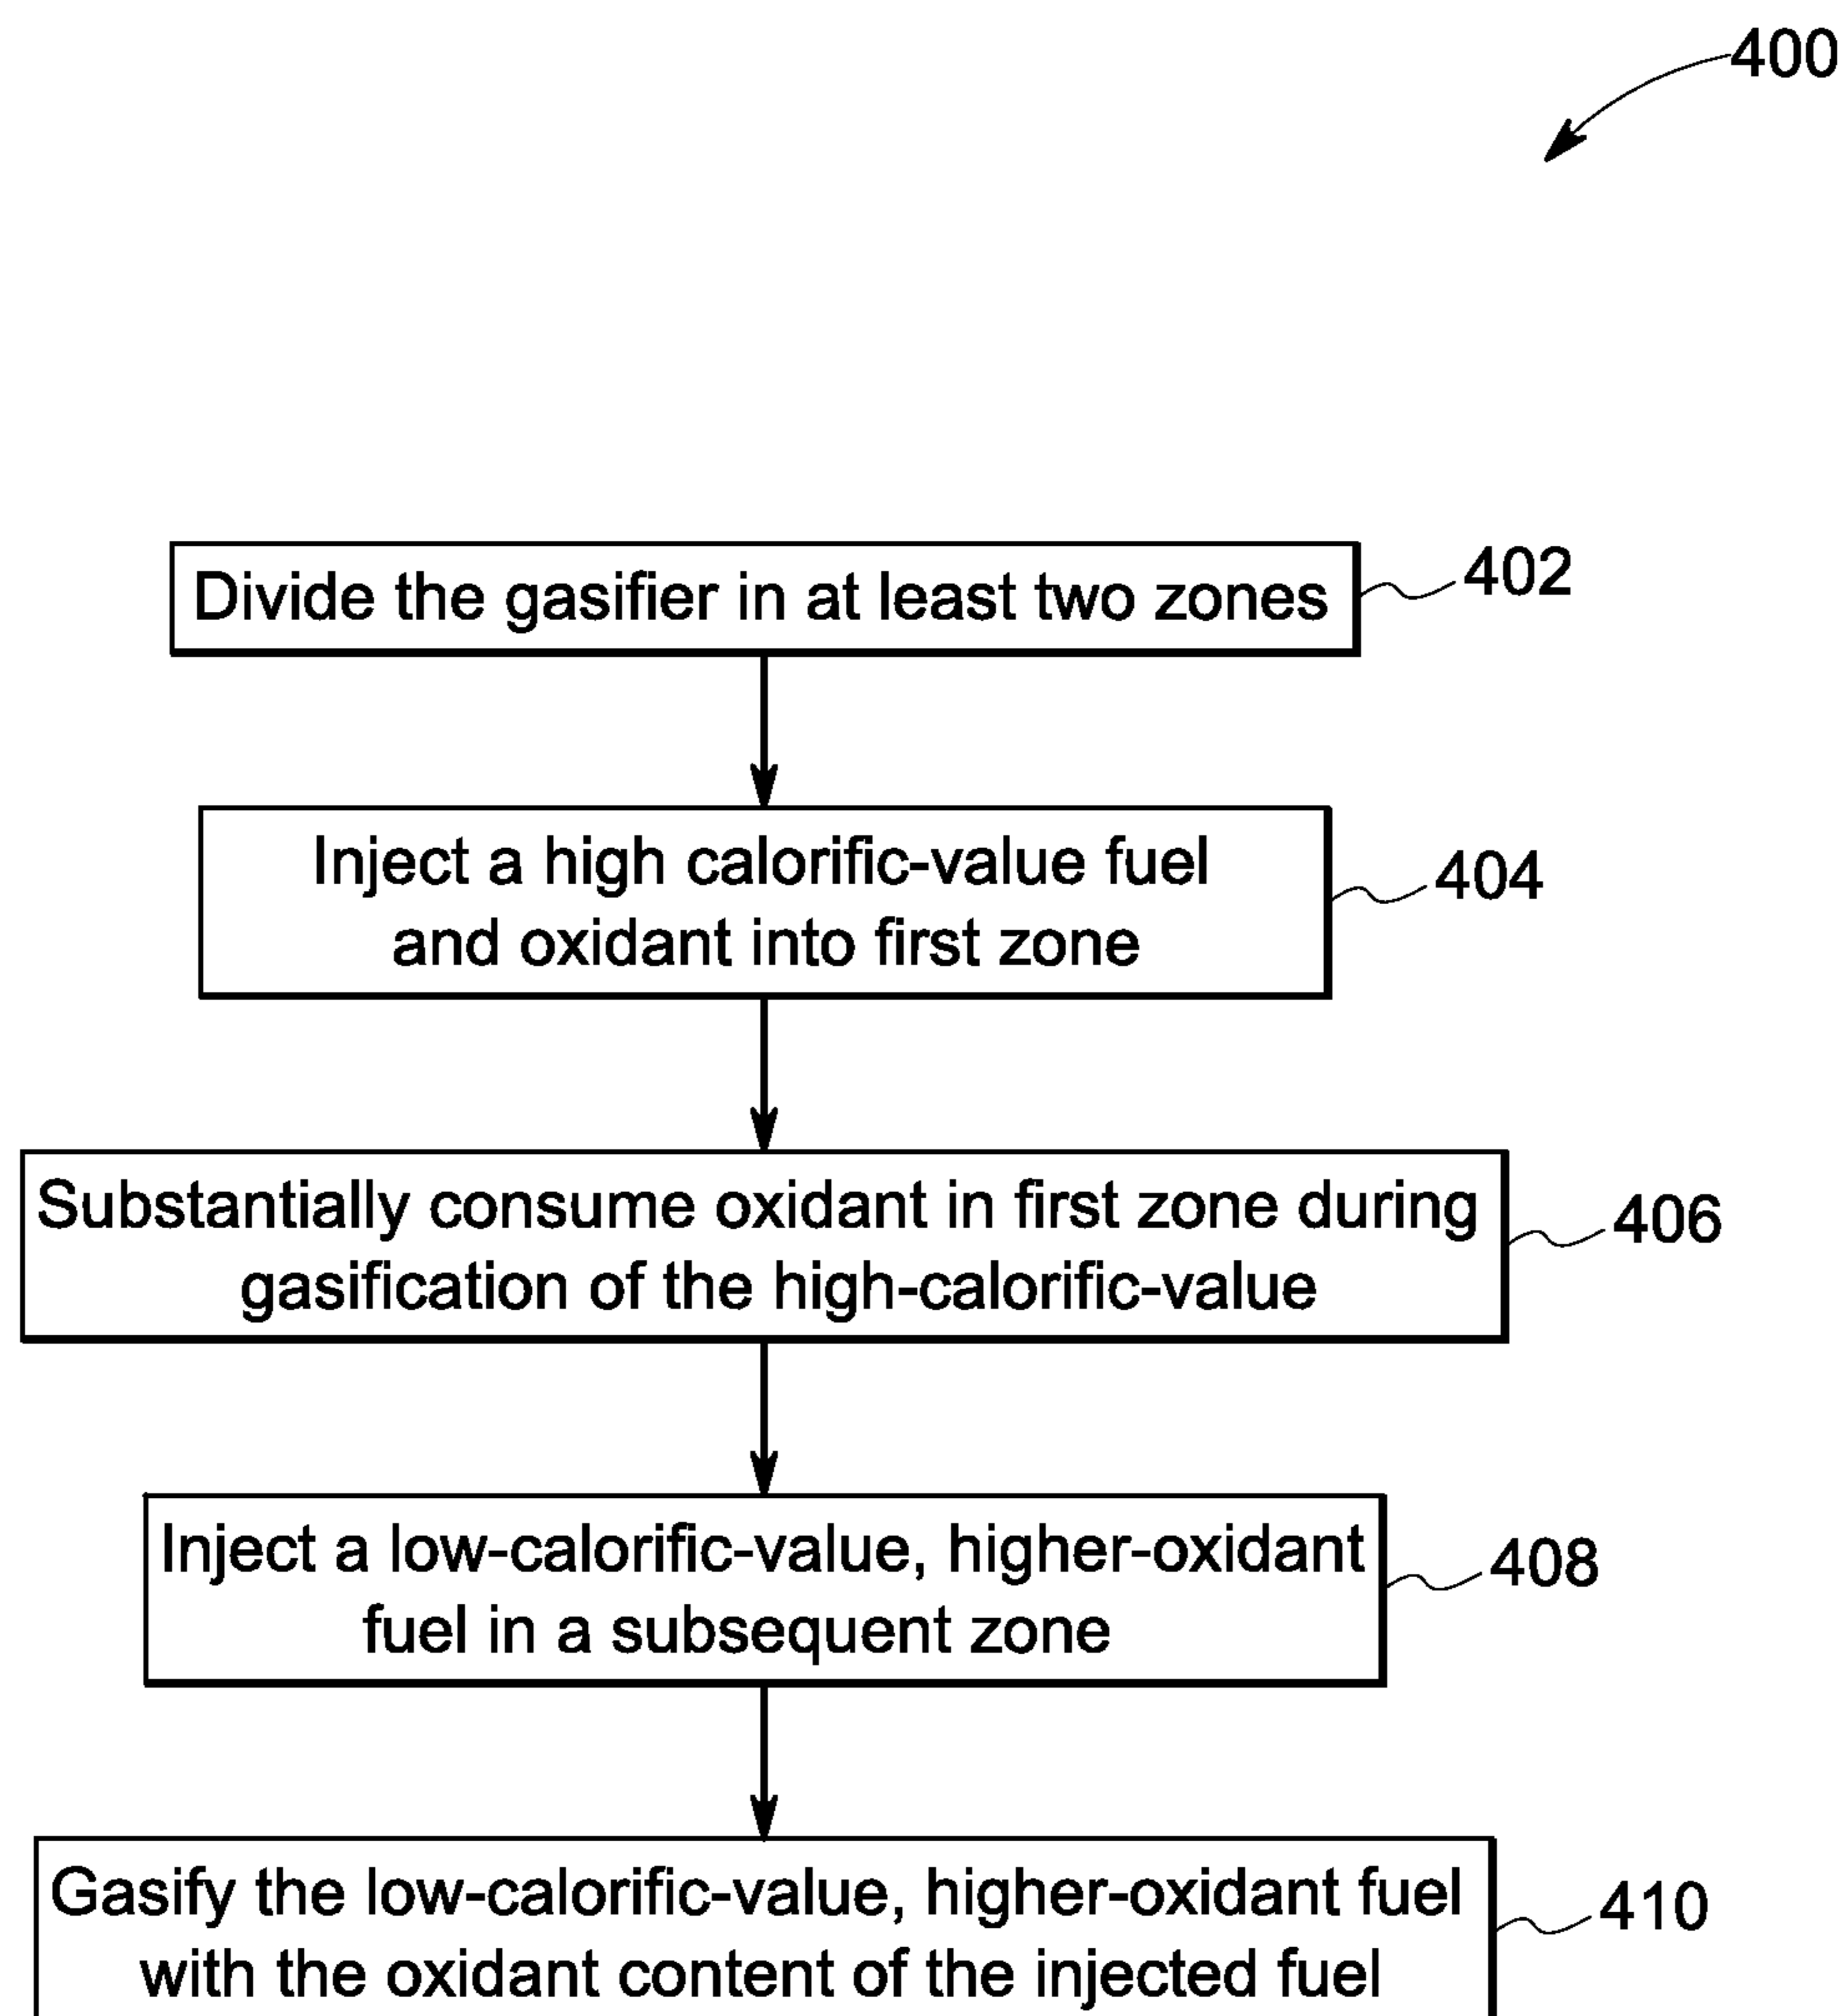 400
Divide the gasifier in at least two zones
402
Inject a high calorific-value fuel
and oxidant into first zone
404
Substantially consume oxidant in first zone during
gasification of the high-calorific-value
406
Inject a low-calorific-value, higher-oxidant
fuel in a subsequent zone
408
Gasify the low-calorific-value, higher-oxidant fuel
with the oxidant content of the injected fuel
410